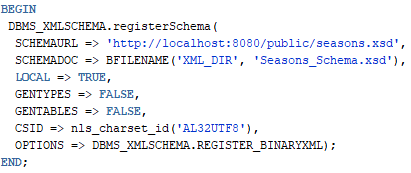 BEGIN
DBMS_XMLSCHEMA.registerSchema(
SCHEMAURL => 'http://localhost:8080/public/seasons.xsd',
SCHEMADOC => BFILENAME('XML_DIR', 'Seasons_Schema.xsd'),
LOCAL => TRUE,
GENTYPES => FALSE,
GENTABLES => FALSE,
CSID => nls_charset_id('AL32UTF8'),
OPTIONS => DBMS_XMLSCHEMA.REGISTER_BINARYXML);
END;